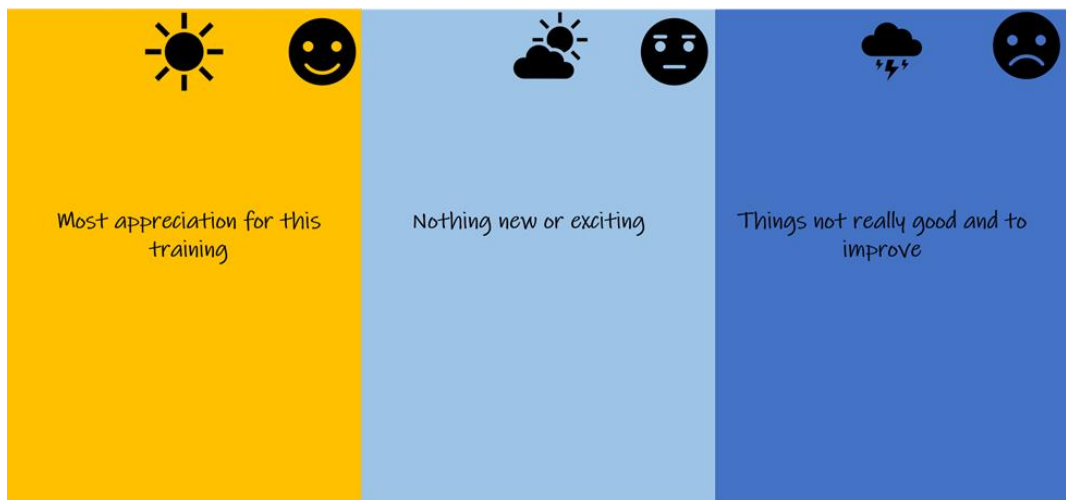 Most appreciation for this
training
Nothing new or exciting
Things not really good and to
improve